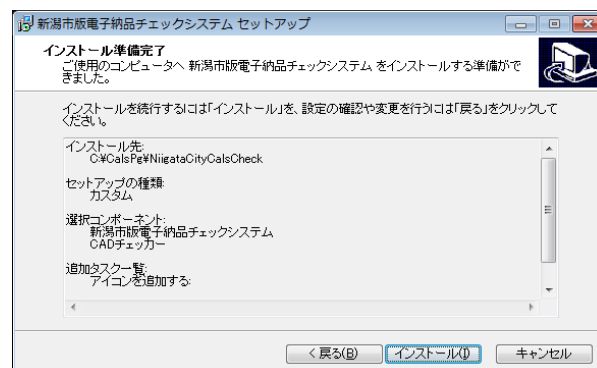 新潟市版電子納品チェックシステム セットアップ
インストール準備完了
ご使用のコンピュータへ 新潟市版電子納品チェックシステム をインストールする準備がで
きました。
インストールを続行するには「インストール」を、設定の確認や変更を行うには「戻る」をクリックして
ください。
インストール先:
C:¥CalsPg¥NiigataCityCalsCheck
セットアップの種類:
カスタム
選択コンポーネント:
新潟市版電子納品チェックシステム
CADチェッカー
追加タスク一覧:
アイコンを追加する:
< 戻る(B)
インストール(I)
キャンセル